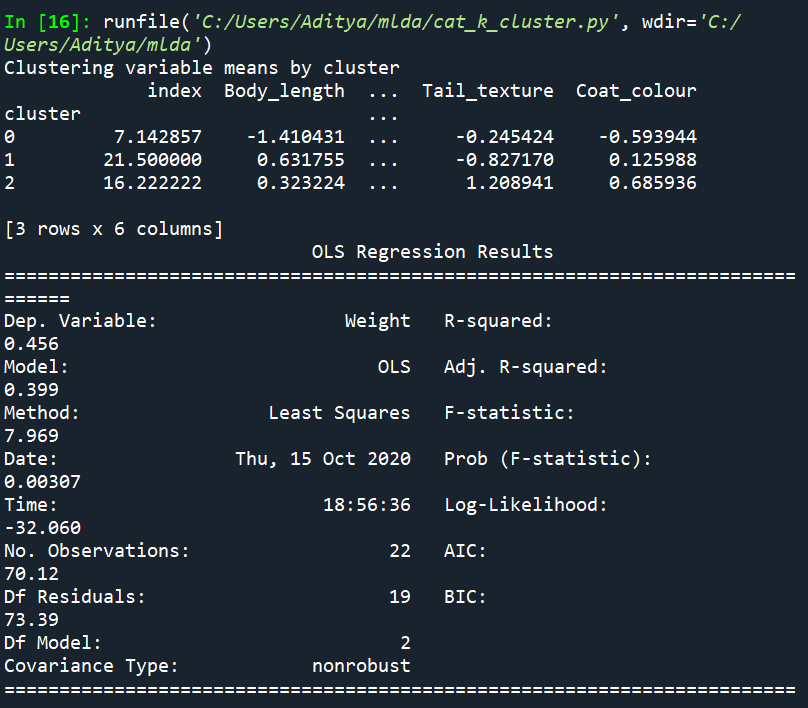 In [16]: runfile('C:/Users/Aditya/mlda/cat_k_cluster.py', wdir='C:/
Users/Aditya/mlda')
Clustering variable means by cluster
             index  Body_length  ...  Tail_texture  Coat_colour
cluster                          ...
0         7.142857    -1.410431  ...     -0.245424    -0.593944
1        21.500000     0.631755  ...     -0.827170     0.125988
2        16.222222     0.323224  ...      1.208941     0.685936

[3 rows x 6 columns]
                            OLS Regression Results
========================================================================
======
Dep. Variable:                 Weight   R-squared:
0.456
Model:                            OLS   Adj. R-squared:
0.399
Method:                 Least Squares   F-statistic:
7.969
Date:                Thu, 15 Oct 2020   Prob (F-statistic):
0.00307
Time:                        18:56:36   Log-Likelihood:
-32.060
No. Observations:                  22   AIC:
70.12
Df Residuals:                      19   BIC:
73.39
Df Model:                           2
Covariance Type:            nonrobust
========================================================================